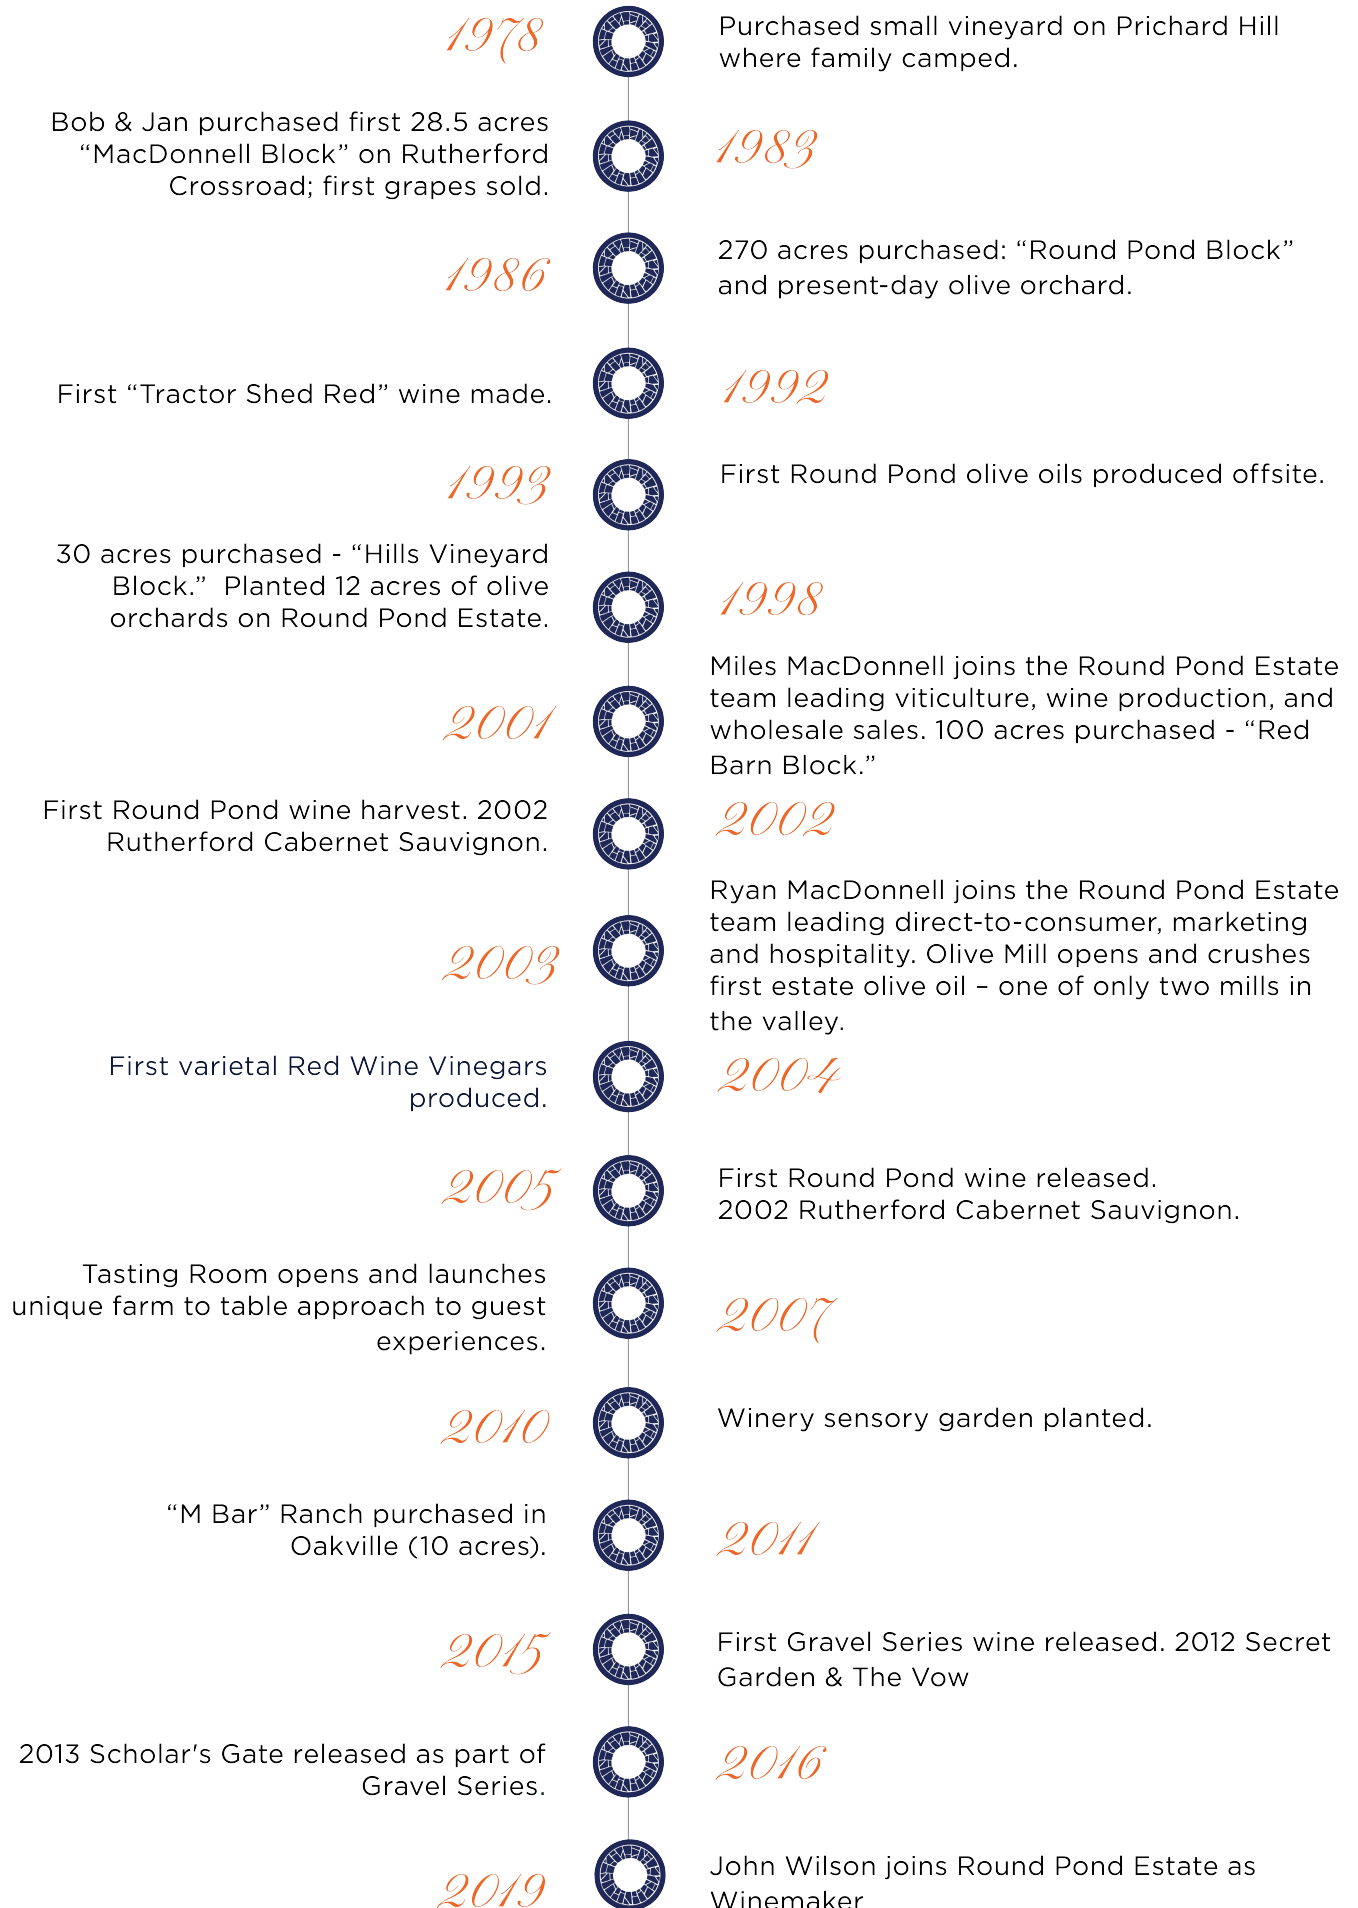 1978
Purchased small vineyard on Prichard Hill
where family camped.
Bob & Jan purchased first 28.5 acres
“MacDonnell Block” on Rutherford
Crossroad; first grapes sold.
1983
1986
270 acres purchased: “Round Pond Block”
and present-day olive orchard.
First “Tractor Shed Red” wine made.
1992
1993
First Round Pond olive oils produced offsite.
30 acres purchased - “Hills Vineyard
Block.”  Planted 12 acres of olive
orchards on Round Pond Estate.
1998
2001
Miles MacDonnell joins the Round Pond Estate
team leading viticulture, wine production, and
wholesale sales. 100 acres purchased - “Red
Barn Block.”
First Round Pond wine harvest. 2002
Rutherford Cabernet Sauvignon.
2002
2003
Ryan MacDonnell joins the Round Pond Estate
team leading direct-to-consumer, marketing
and hospitality. Olive Mill opens and crushes
first estate olive oil – one of only two mills in
the valley.
First varietal Red Wine Vinegars
produced.
2004
2005
First Round Pond wine released.
2002 Rutherford Cabernet Sauvignon.
Tasting Room opens and launches
unique farm to table approach to guest
experiences.
2007
2010
Winery sensory garden planted.
“M Bar” Ranch purchased in
Oakville (10 acres).
2011
2015
First Gravel Series wine released. 2012 Secret
Garden & The Vow
2013 Scholar's Gate released as part of
Gravel Series.
2016
2019
John Wilson joins Round Pond Estate as
Winemaker